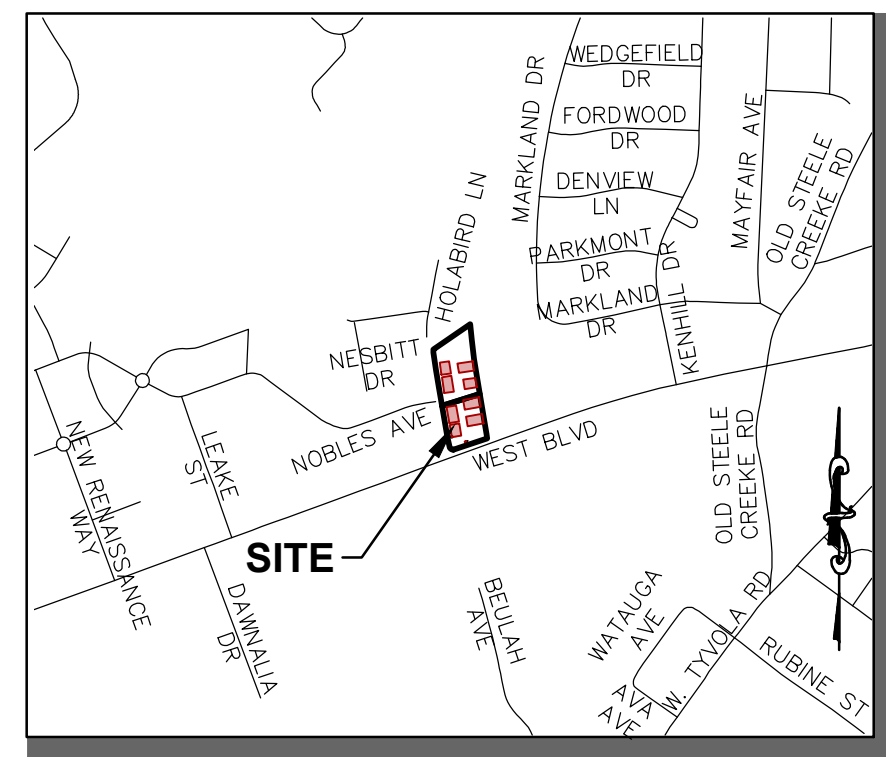 WEDGEFIELD
DR
MARKLAND DR
FORDWOOD
DR
MAYFAIR AVE
OLD STEELE
CREEKE RD
DENVIEW
LN
HOLABIRD LN
PARKMONT
DR
MARKLAND
DR
KENHILL DR
NESBITT
DR
NOBLES AVE
WEST BLVD
LEAKE
ST
NEW RENAISSANCE
WAY
OLD STEELE
CREEKE RD
SITE
DAWNALIA
DR
BEULAH
AVE
WATAUGA
AVE
W. TYVOLA RD
RUBINE ST
AVA
AVE